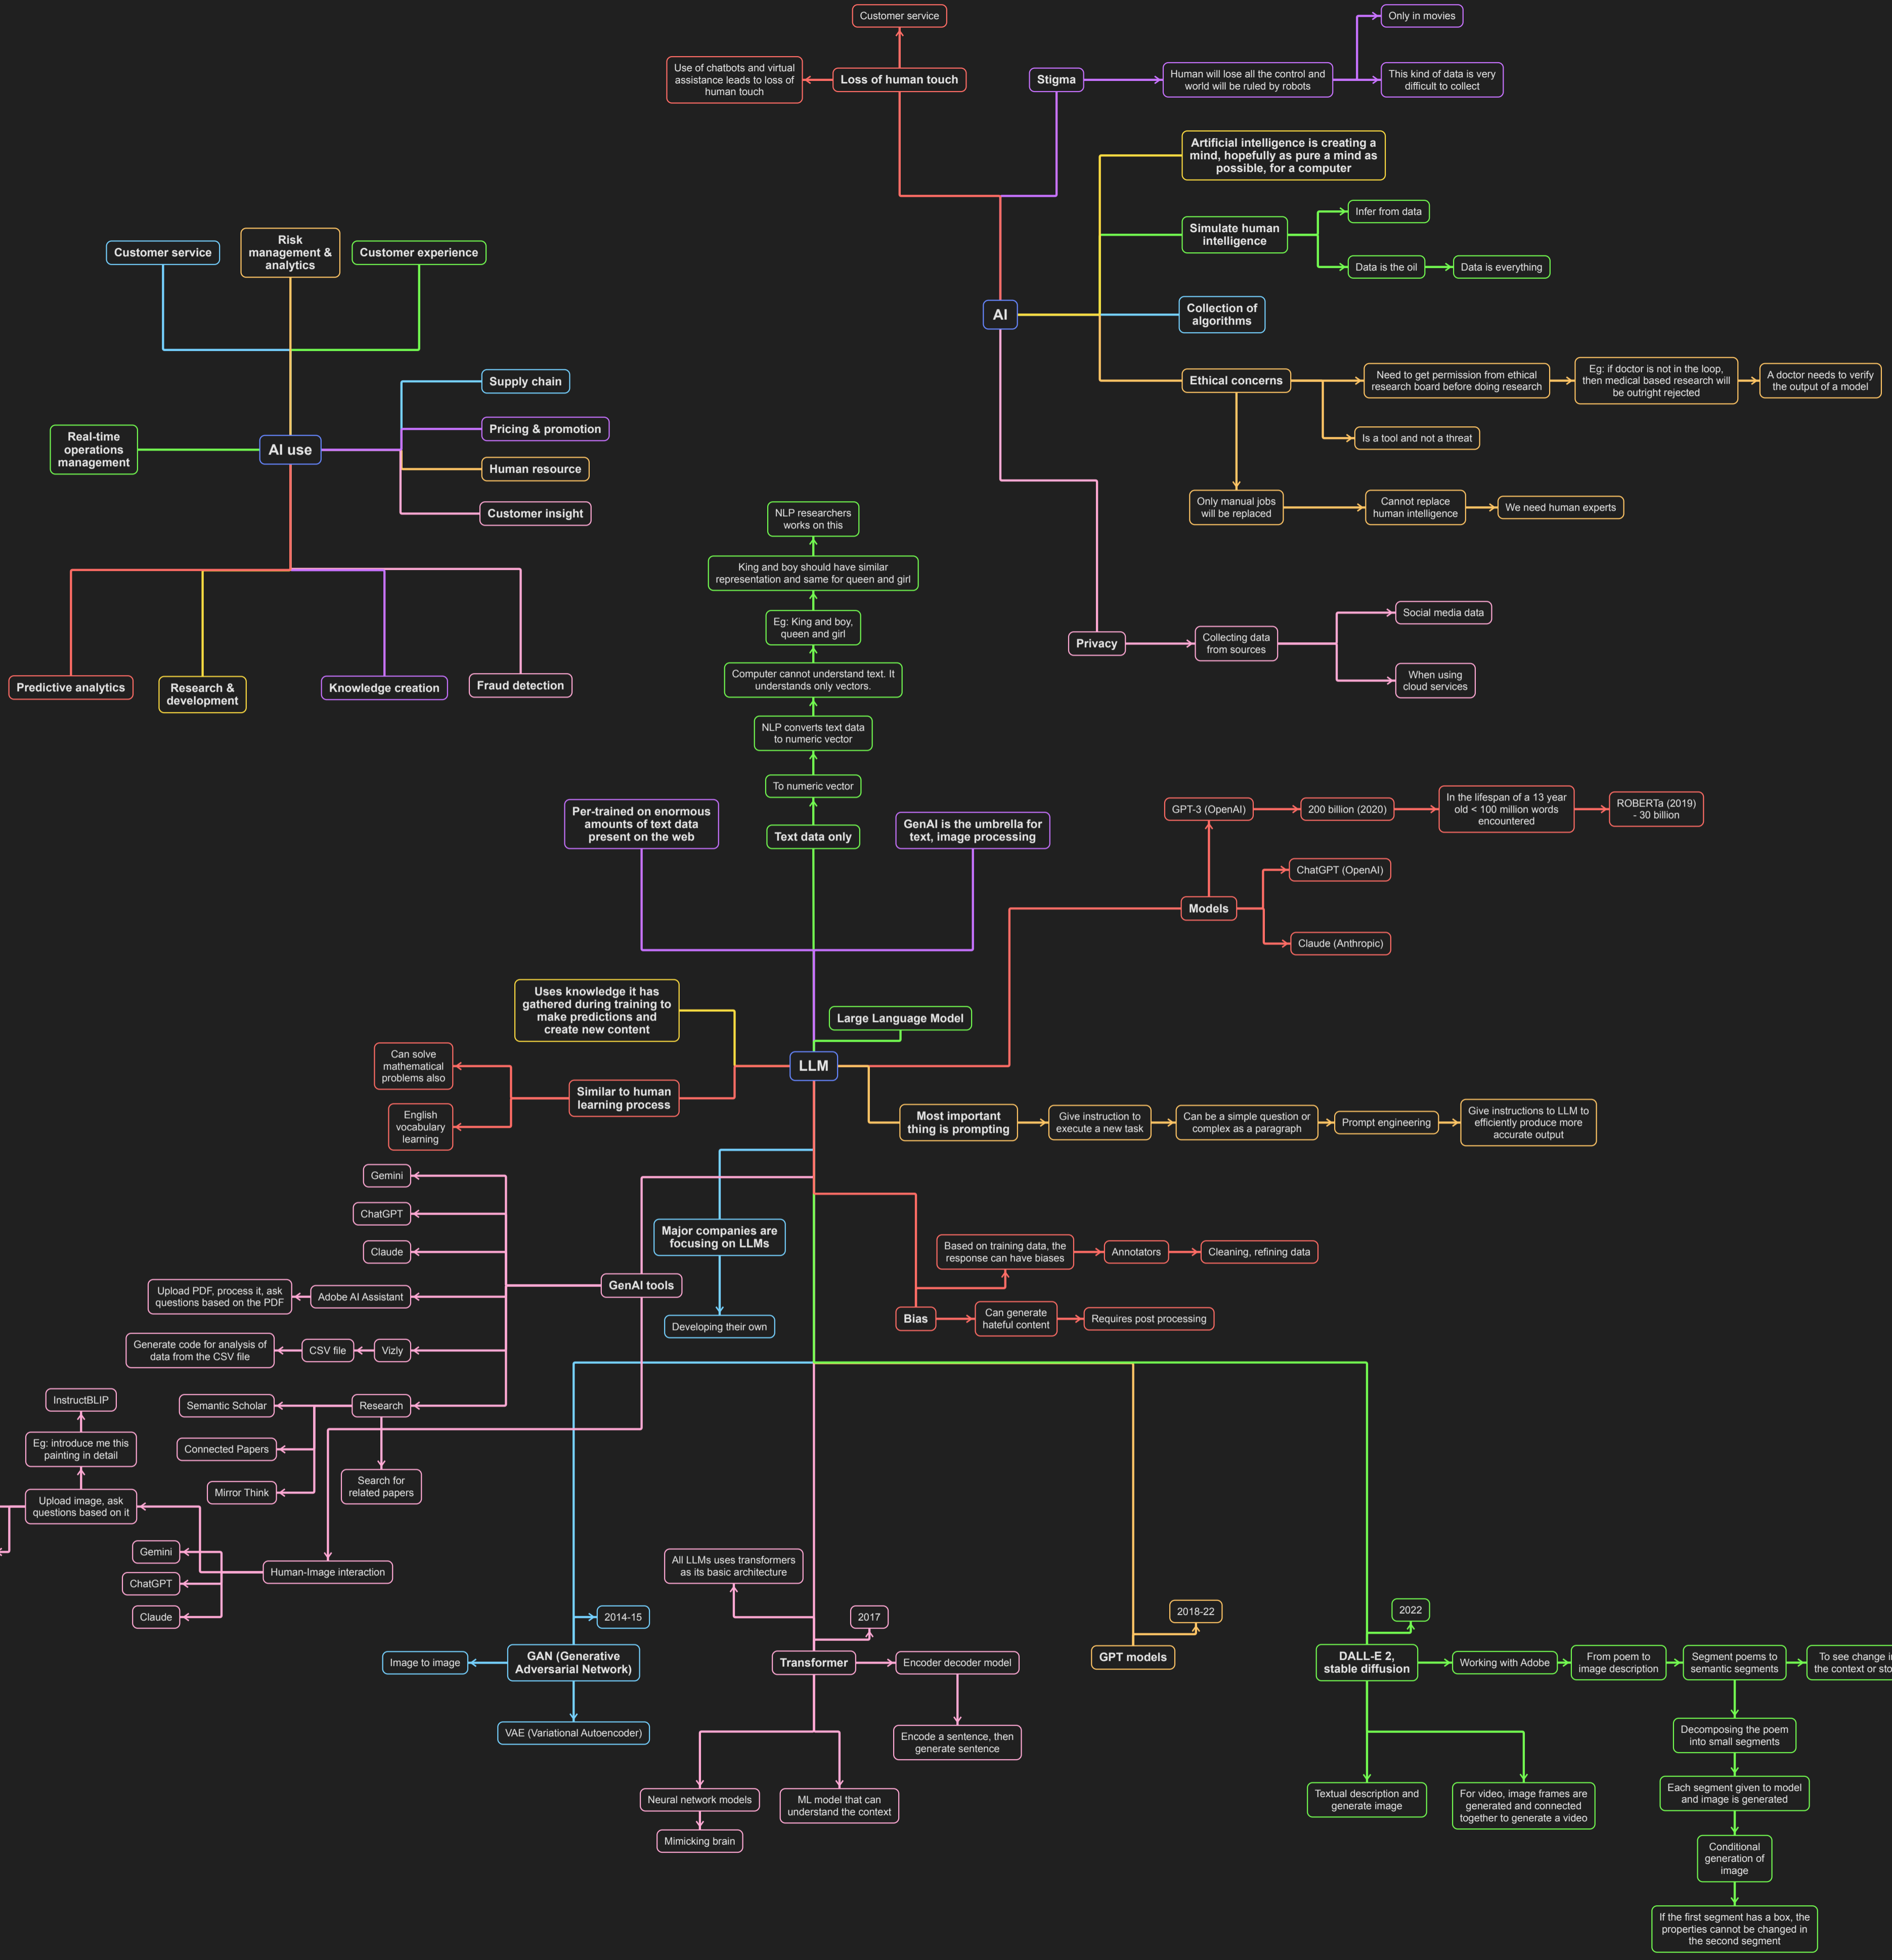 Customer service
Only in movies
Use of chatbots and virtual
assistance leads to loss of
human touch
Loss of human touch
Stigma
Human will lose all the control and
world will be ruled by robots
This kind of data is very
difficult to collect
Artificial intelligence is creating a
mind, hopefully as pure a mind as
possible, for a computer
Simulate human
intelligence
Infer from data
Data is the oil
Data is everything
AI
Collection of
algorithms
Ethical concerns
Need to get permission from ethical
research board before doing research
Eg: if doctor is not in the loop,
then medical based research will
be outright rejected
A doctor needs to verify
the output of a model
Is a tool and not a threat
Only manual jobs
will be replaced
Cannot replace
human intelligence
We need human experts
Privacy
Collecting data
from sources
Social media data
When using
cloud services
Customer service
Risk
management &
analytics
Customer experience
Supply chain
Pricing & promotion
Real-time
operations
management
AI use
Human resource
Customer insight
Predictive analytics
Research &
development
Knowledge creation
Fraud detection
NLP researchers
works on this
King and boy should have similar
representation and same for queen and girl
Eg: King and boy,
queen and girl
Computer cannot understand text. It
understands only vectors.
NLP converts text data
to numeric vector
To numeric vector
Per-trained on enormous
amounts of text data
present on the web
Text data only
GenAI is the umbrella for
text, image processing
GPT-3 (OpenAI)
200 billion (2020)
In the lifespan of a 13 year
old < 100 million words
encountered
ROBERTa (2019)
- 30 billion
ChatGPT (OpenAI)
Models
Claude (Anthropic)
Uses knowledge it has
gathered during training to
make predictions and
create new content
Large Language Model
LLM
Can solve
mathematical
problems also
Similar to human
learning process
English
vocabulary
learning
Most important
thing is prompting
Give instruction to
execute a new task
Can be a simple question or
complex as a paragraph
Prompt engineering
Give instructions to LLM to
efficiently produce more
accurate output
Gemini
ChatGPT
Claude
Major companies are
focusing on LLMs
Developing their own
Based on training data, the
response can have biases
Annotators
Cleaning, refining data
Bias
Can generate
hateful content
Requires post processing
GenAI tools
Adobe AI Assistant
Upload PDF, process it, ask
questions based on the PDF
Vizly
CSV file
Generate code for analysis of
data from the CSV file
InstructBLIP
Semantic Scholar
Research
Eg: introduce me this
painting in detail
Connected Papers
Mirror Think
Search for
related papers
Upload image, ask
questions based on it
Gemini
ChatGPT
Claude
Human-Image interaction
All LLMs uses transformers
as its basic architecture
2014-15
2017
2018-22
2022
Image to image
GAN (Generative
Adversarial Network)
VAE (Variational Autoencoder)
Transformer
Encoder decoder model
Encode a sentence, then
generate sentence
Neural network models
Mimicking brain
ML model that can
understand the context
GPT models
DALL-E 2,
stable diffusion
Working with Adobe
From poem to
image description
Segment poems to
semantic segments
To see change
the context or
Decomposing the poem
into small segments
Textual description and
generate image
For video, image frames are
generated and connected
together to generate a video
Each segment given to model
and image is generated
Conditional
generation of
image
If the first segment has a box, the
properties cannot be changed in
the second segment